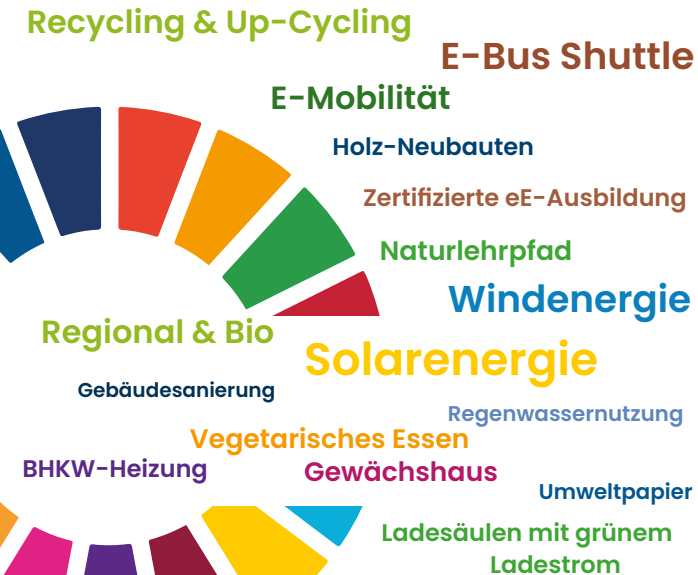 Recycling & Up-Cycling
E-Bus Shuttle
E-Mobilität
Holz-Neubauten
Zertifizierte eE-Ausbildung
Naturlehrpfad
Windenergie
Regional & Bio
Solarenergie
Gebäudesanierung
Regenwassernutzung
Vegetarisches Essen
BHKW-Heizung
Gewächshaus
Umweltpapier
Ladesäulen mit grünem
Ladestrom